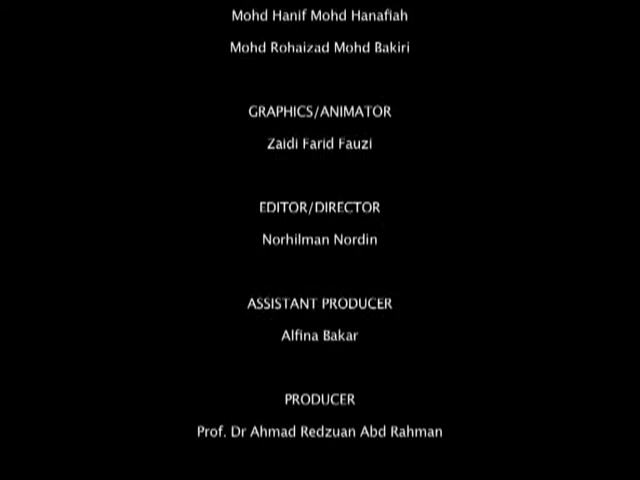 Mohd Hanif Mohd Hanafiah
Mohd Rohaizad Mohd Bakiri
GRAPHICS/ANIMATOR
Zaidi Farid Fauzi
EDITOR/DIRECTOR
Norhilman Nordin
ASSISTANT PRODUCER
Alfina Bakar
PRODUCER
Prof. Dr Ahmad Redzuan Abd Rahman